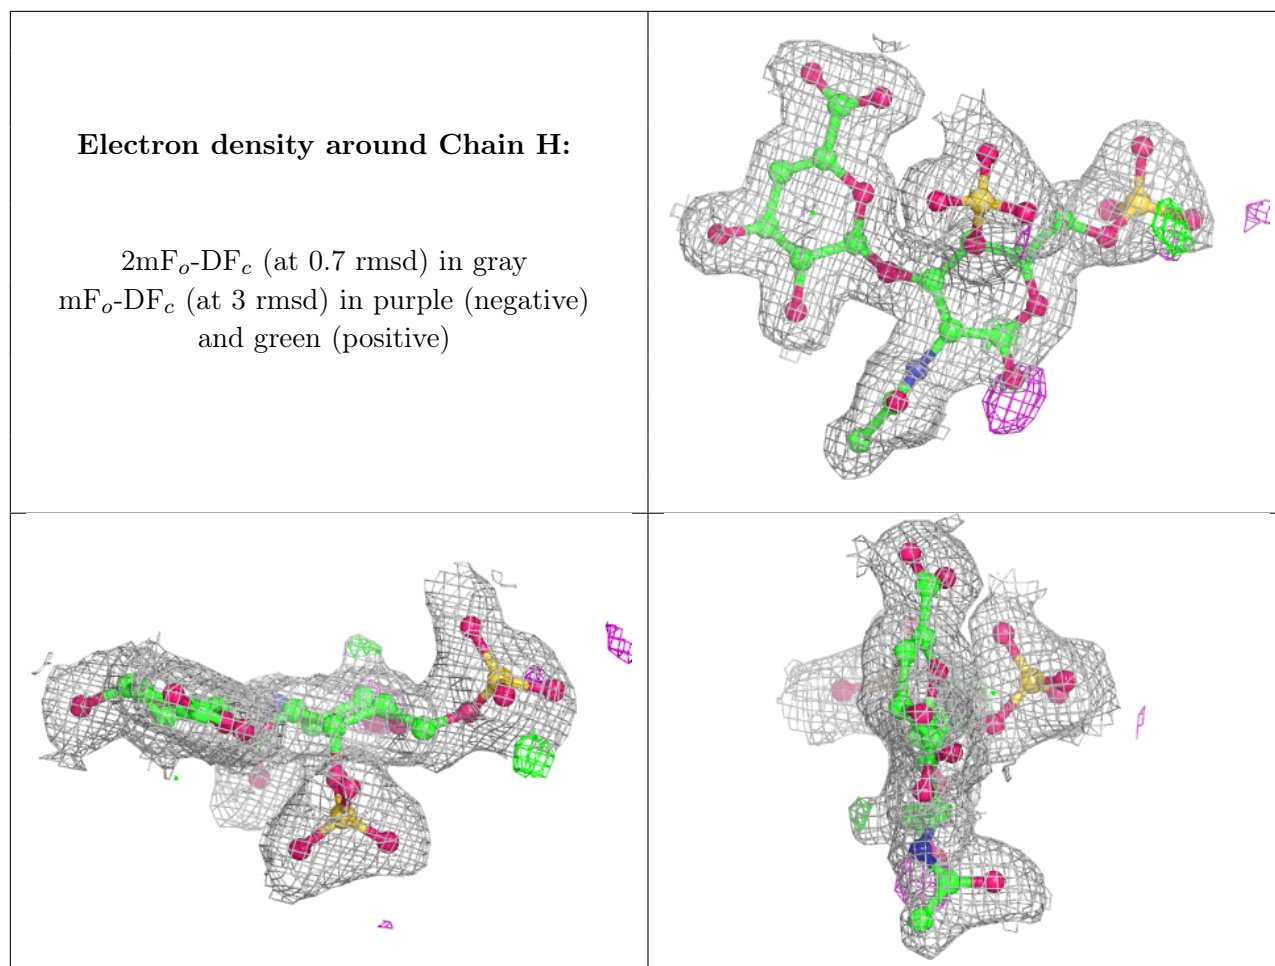 Electron density around Chain H:
2mFo-DFc (at 0.7 rmsd) in gray
mFo-DFc (at 3 rmsd) in purple (negative)
and green (positive)